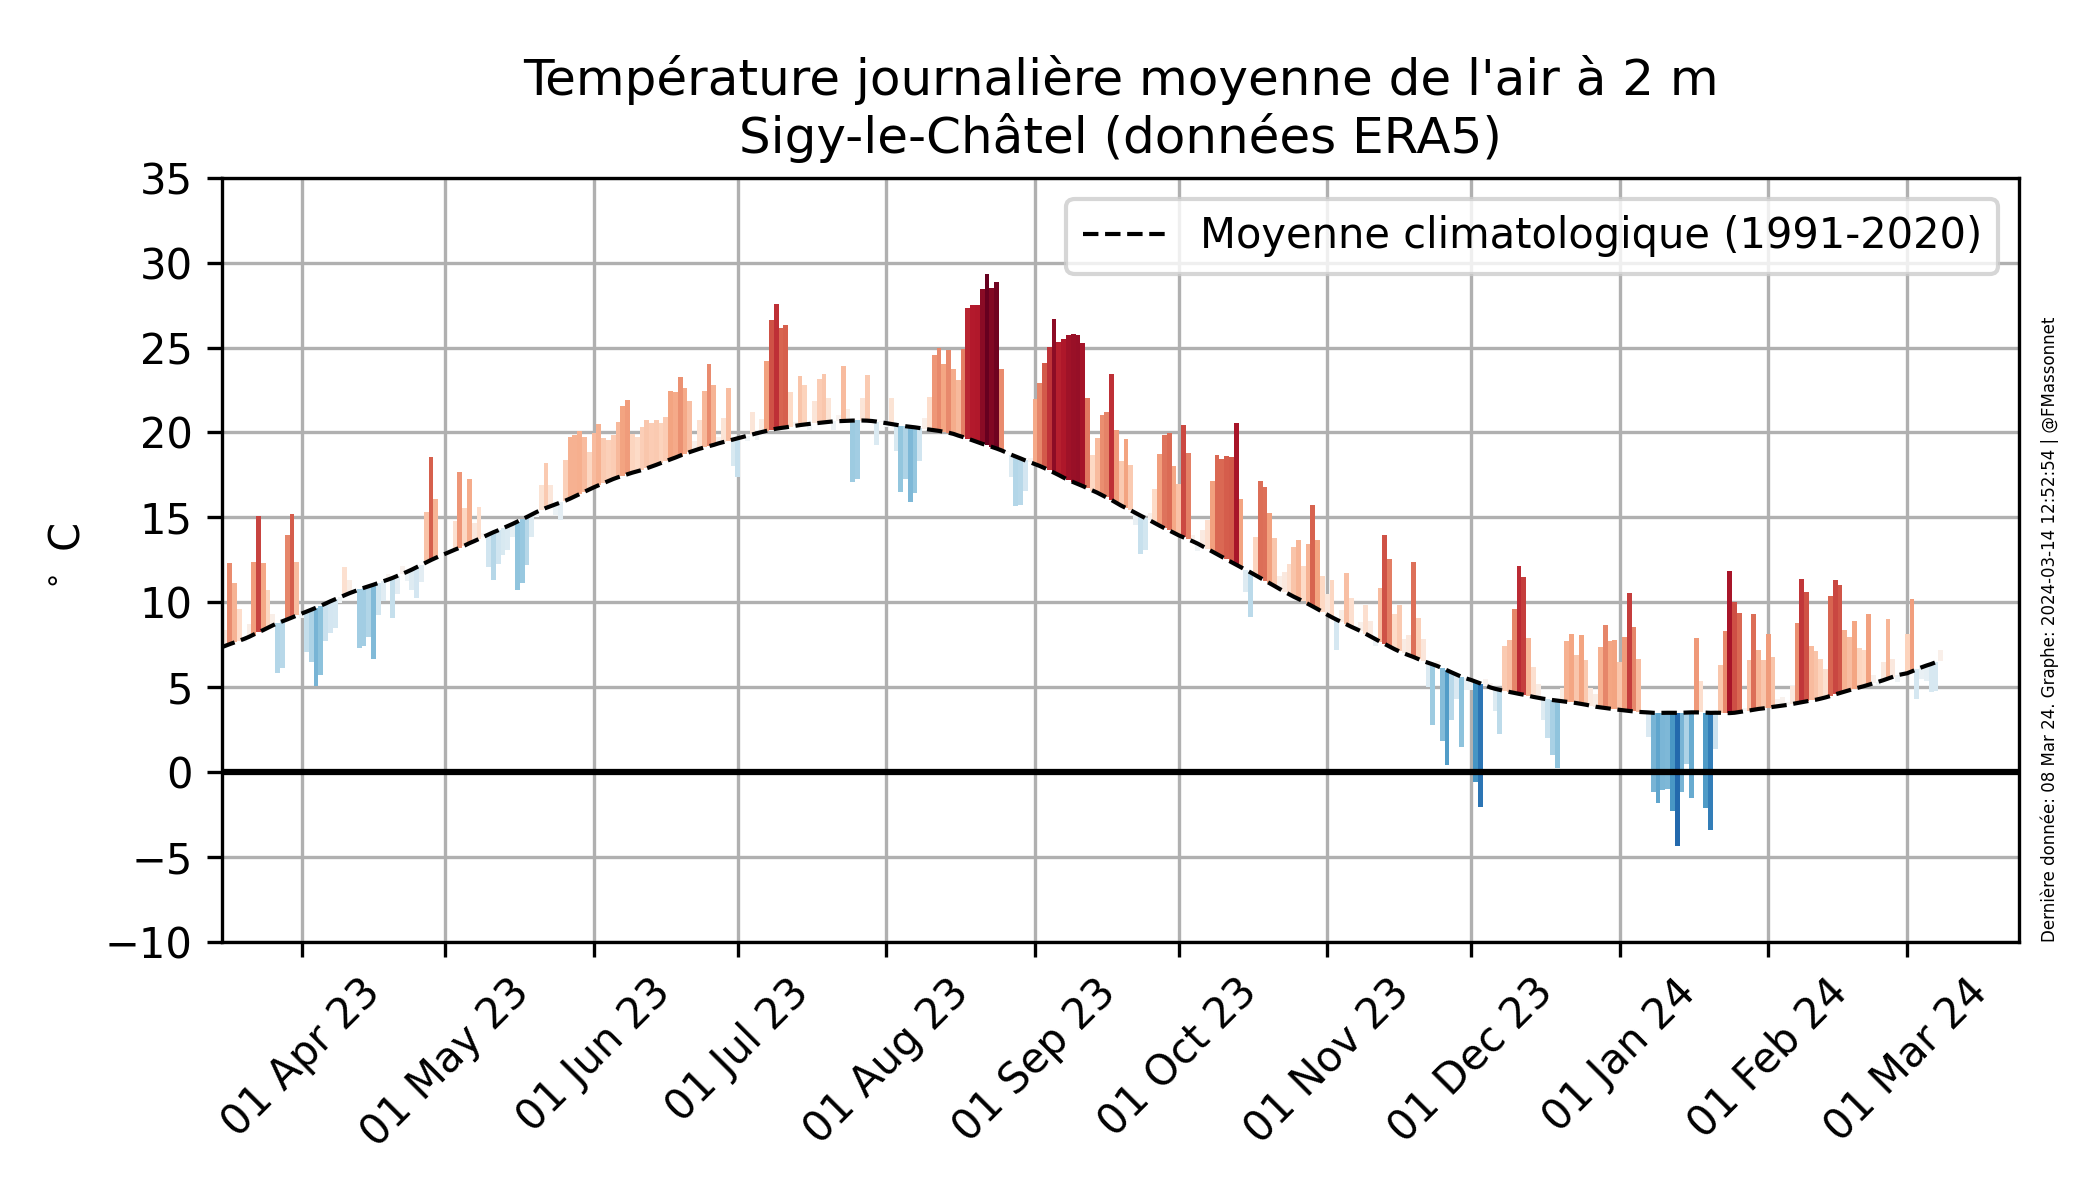 Température journalière moyenne de l'air à 2 m
Sigy-le-Châtel (données ERA5)
35
30
25
20
15
10
5
0
−5
−10
° C
Moyenne climatologique (1991-2020)
01 Apr 23
01 May 23
01 Jun 23
01 Jul 23
01 Aug 23
01 Sep 23
01 Oct 23
01 Nov 23
01 Dec 23
01 Jan 24
01 Feb 24
01 Mar 24
Dernière donnée: 08 Mar 24. Graphe: 2024-03-14 12:52:54 | @FMassonnet